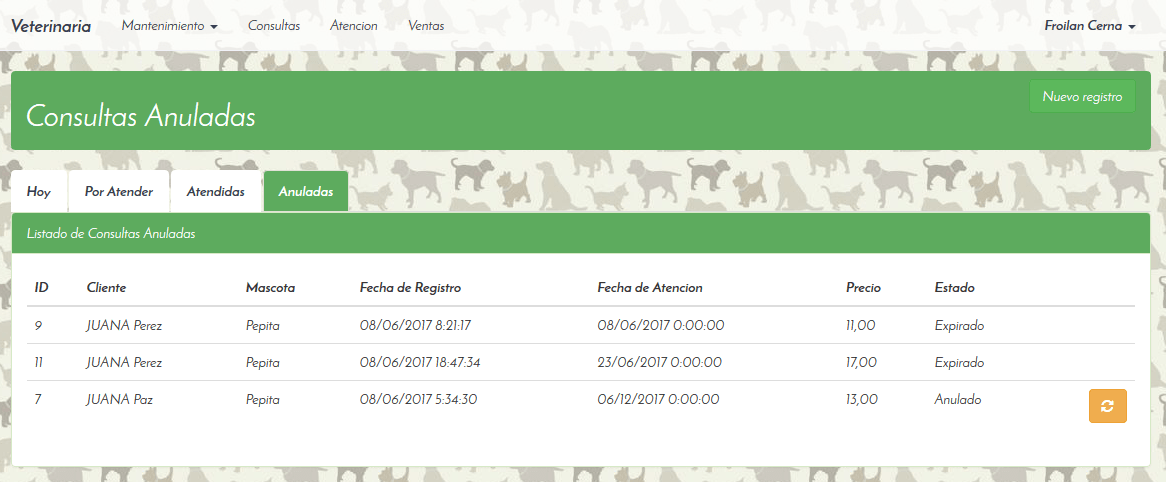 Veterinaria Mantenimiento Consultas Atencion Ventas Froilan Cerna
Nuevo registro
Consultas Anuladas
Hoy Por Atender Atendidas Anuladas
Listado de Consultas Anuladas
ID Cliente Mascota Fecha de Registro Fecha de Atencion Precio Estado
9 JUANA Perez Pepita 08/06/2017 8:21:17 08/06/2017 0:00:00 11,00 Expirado
11 JUANA Perez Pepita 08/06/2017 18:47:34 23/06/2017 0:00:00 17,00 Expirado
7 JUANA Paz Pepita 08/06/2017 5:34:30 06/12/2017 0:00:00 13,00 Anulado